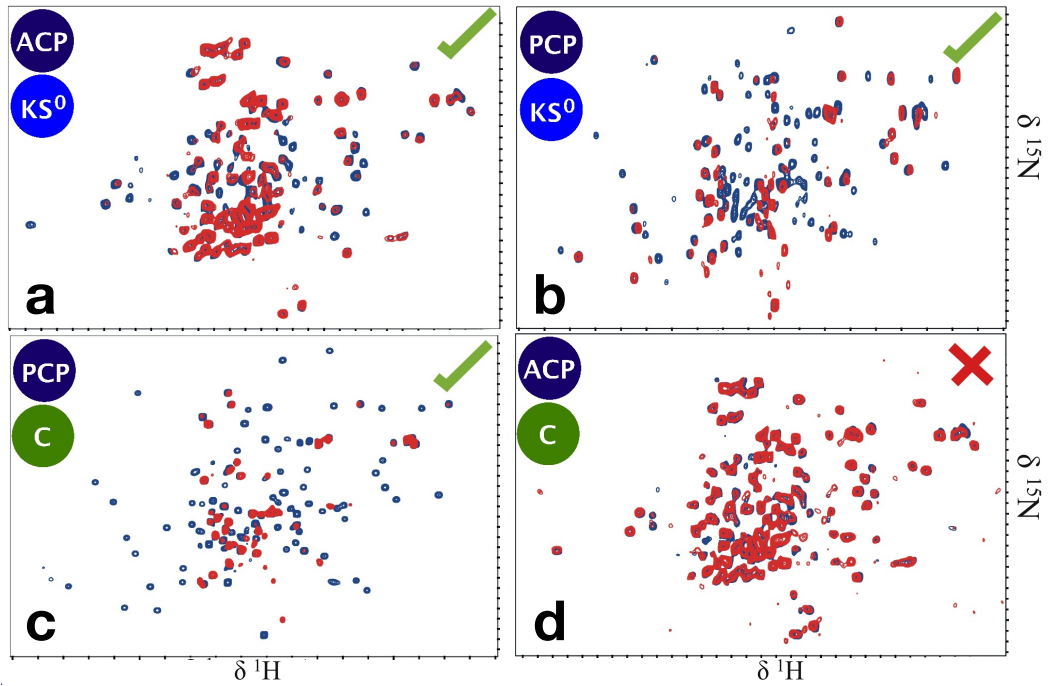 ACP
KS⁰
a
PCP
KS⁰
b
δ ¹⁵N
PCP
C
c
ACP
C
d
δ ¹⁵N
δ ¹H
δ ¹H